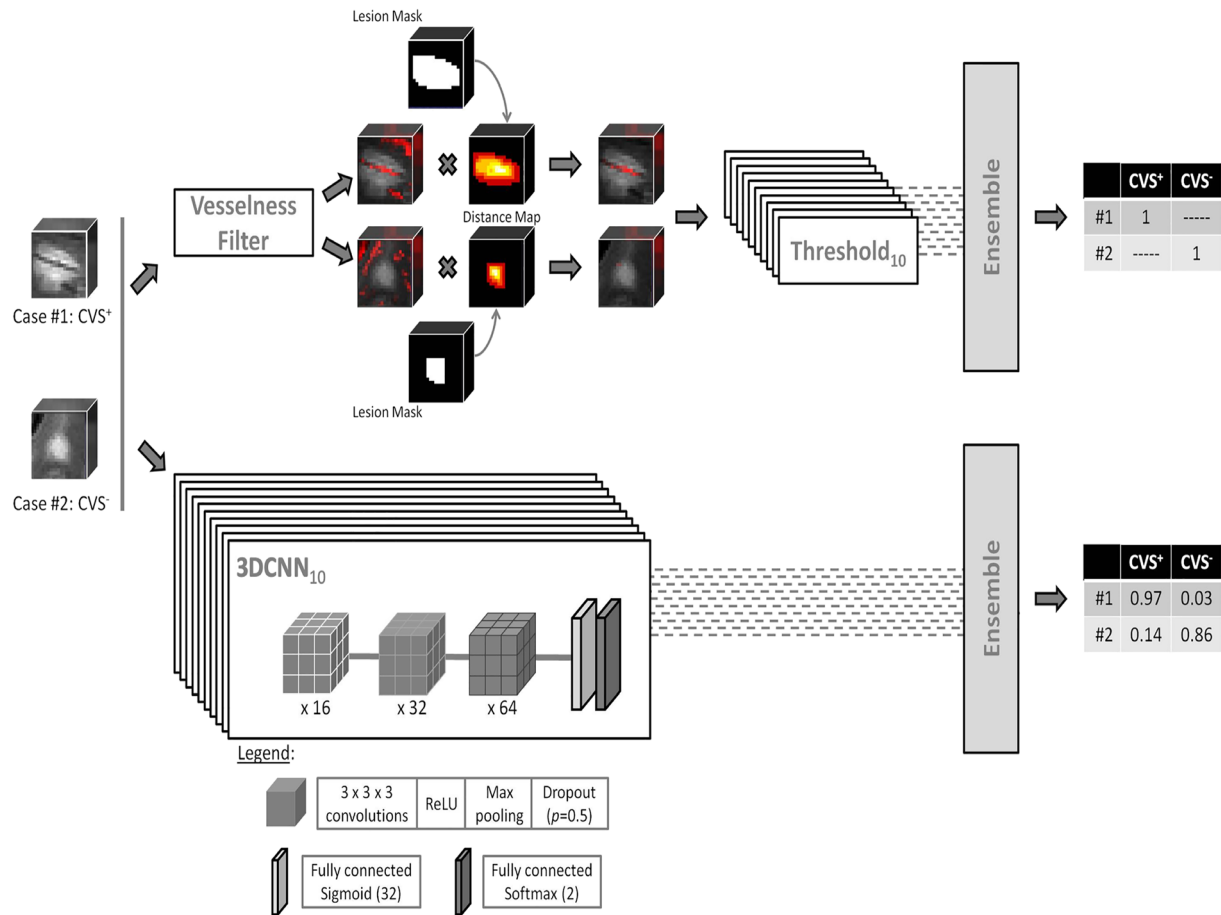 Lesion Mask
Vesselness
Filter
Distance Map
Lesion Mask
Case #1: CVS⁺
Case #2: CVS⁻
Threshold₁₀
Ensemble
CVS⁺ CVS⁻
#1 1 -----
#2 ----- 1
3DCNN₁₀
x 16 x 32 x 64
Ensemble
CVS⁺ CVS⁻
#1 0.97 0.03
#2 0.14 0.86
Legend:
3 x 3 x 3
convolutions
ReLU
Max
pooling
Dropout
(p=0.5)
Fully connected
Sigmoid (32)
Fully connected
Softmax (2)